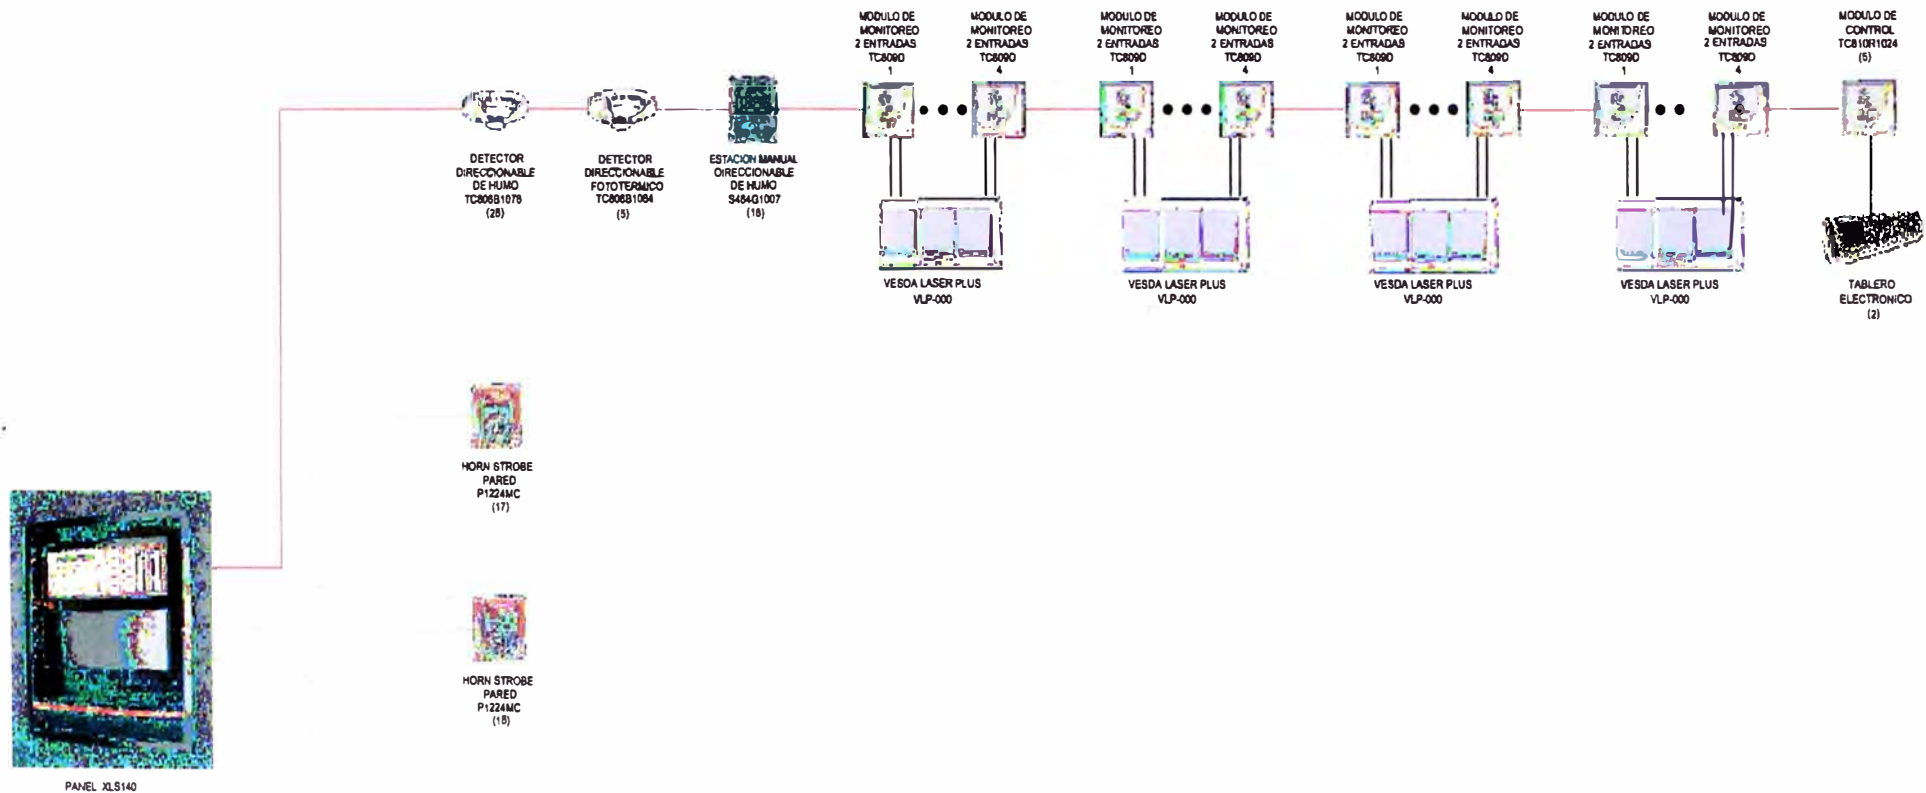 MODULO DE
MONITOREO
2 ENTRADAS
TC809D
1
MODULO DE
MONITOREO
2 ENTRADAS
TC809D
4
MODULO DE
MONITOREO
2 ENTRADAS
TC809D
1
MODULO DE
MONITOREO
2 ENTRADAS
TC809D
4
MODULO DE
MONITOREO
2 ENTRADAS
TC809D
1
MODULO DE
MONITOREO
2 ENTRADAS
TC809D
4
MODULO DE
MONITOREO
2 ENTRADAS
TC809D
1
MODULO DE
MONITOREO
2 ENTRADAS
TC809D
4
MODULO DE
CONTROL
TC810R1024
(5)
DETECTOR
DIRECCIONABLE
DE HUMO
TC806B1076
(28)
DETECTOR
DIRECCIONABLE
FOTOTERMICO
TC806B1084
(5)
ESTACION MANUAL
DIRECCIONABLE
DE HUMO
S464G1007
(16)
VESDA LASER PLUS
VLP-000
VESDA LASER PLUS
VLP-000
VESDA LASER PLUS
VLP-000
VESDA LASER PLUS
VLP-000
TABLERO
ELECTRONICO
(2)
HORN STROBE
PARED
P1224MC
(17)
HORN STROBE
PARED
P1224MC
(18)
PANEL XLS140